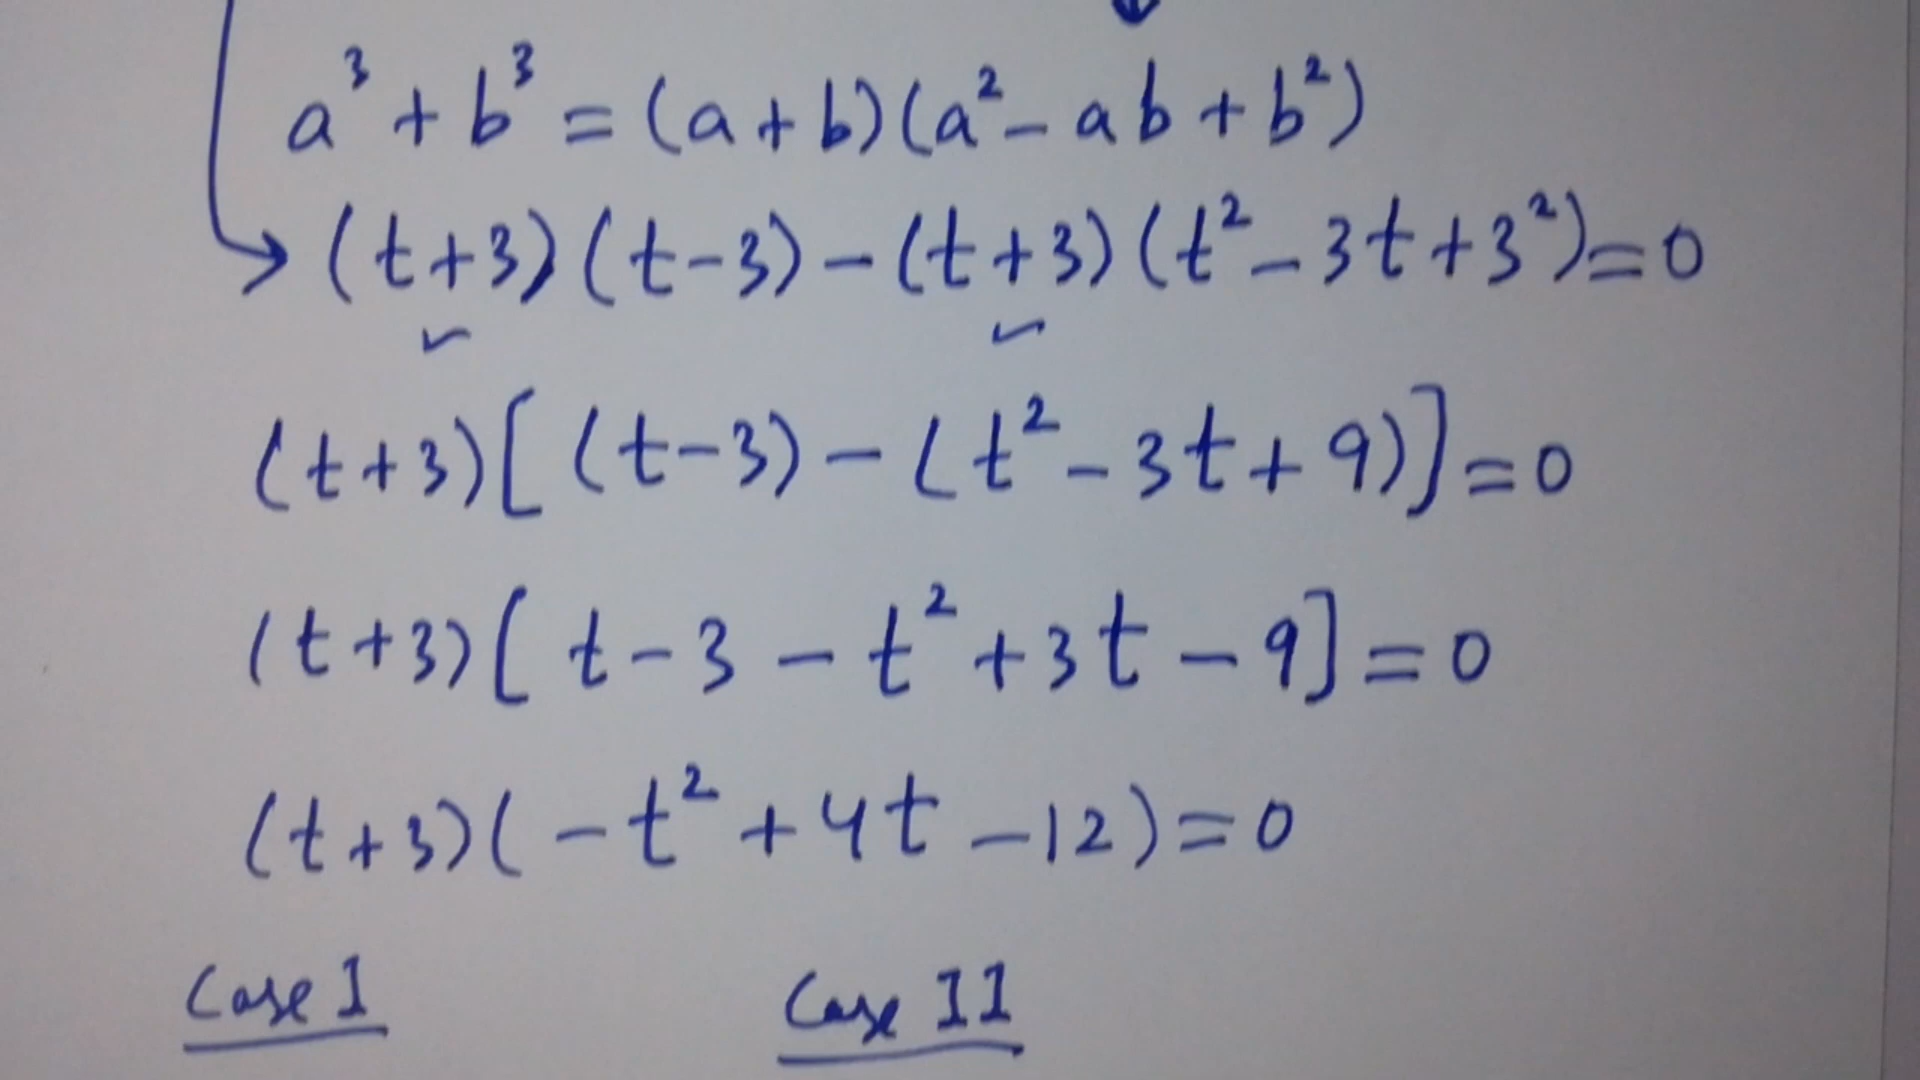 a³ + b³ = (a + b)(a² - ab + b²)
(t+3)(t-3) - (t+3)(t² - 3t + 3²) = 0
(t+3)[(t-3) - (t² - 3t + 9)] = 0
(t+3)[t - 3 - t² + 3t - 9] = 0
(t+3)(-t² + 4t - 12) = 0
Case I Case II